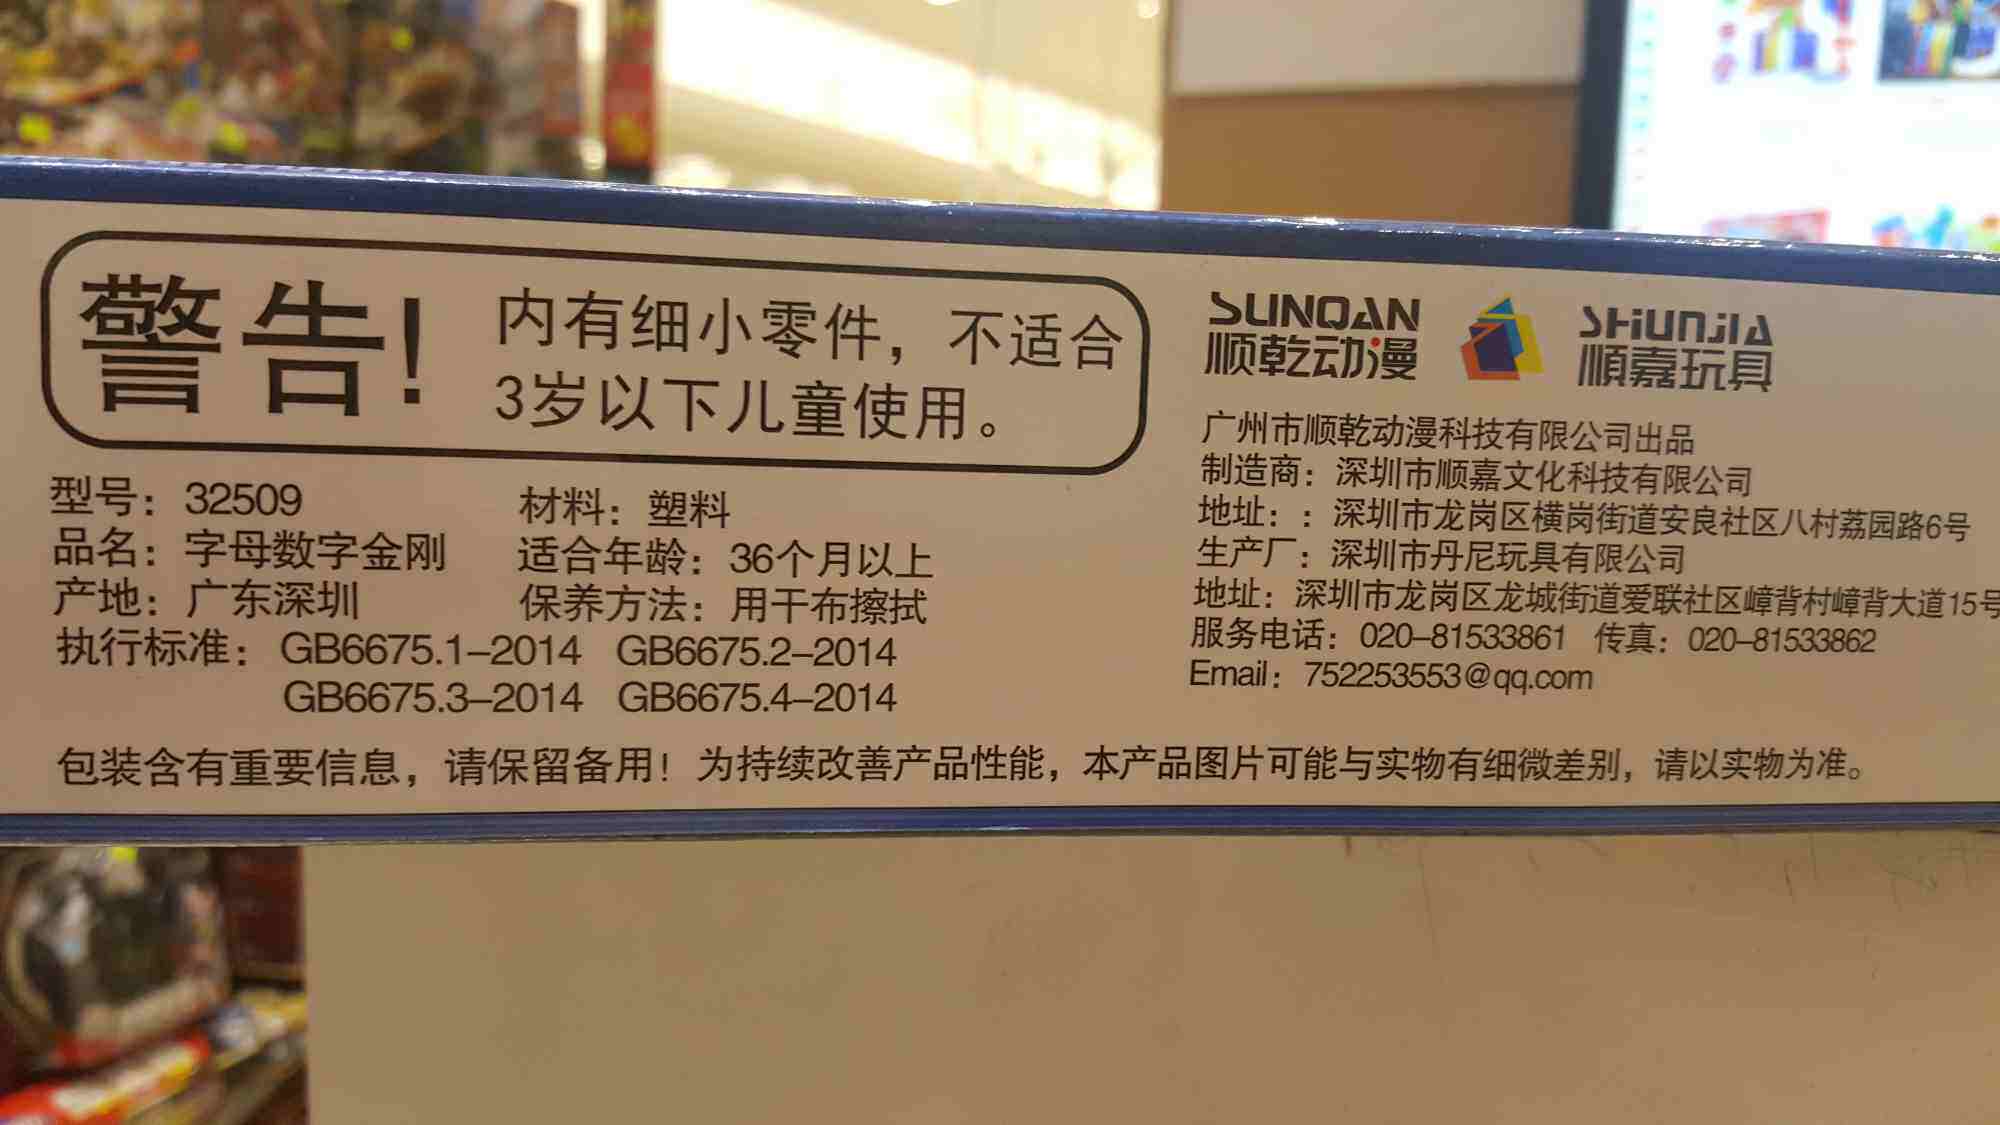 警告！
内有细小零件，不适合
3岁以下儿童使用。
型号：32509 材料：塑料
品名：字母数字金刚 适合年龄：36个月以上
产地：广东深圳 保养方法：用干布擦拭
执行标准：GB6675.1–2014 GB6675.2–2014
GB6675.3–2014 GB6675.4–2014
SUNQAN
顺乾动漫
SHUNJIA
順嘉玩具
广州市顺乾动漫科技有限公司出品
制造商：深圳市顺嘉文化科技有限公司
地址：：深圳市龙岗区横岗街道安良社区八村荔园路6号
生产厂：深圳市丹尼玩具有限公司
地址：深圳市龙岗区龙城街道爱联社区嶂背村嶂背大道15号
服务电话：020–81533861 传真：020–81533862
Email：752253553@qq.com
包装含有重要信息，请保留备用！为持续改善产品性能，本产品图片可能与实物有细微差别，请以实物为准。